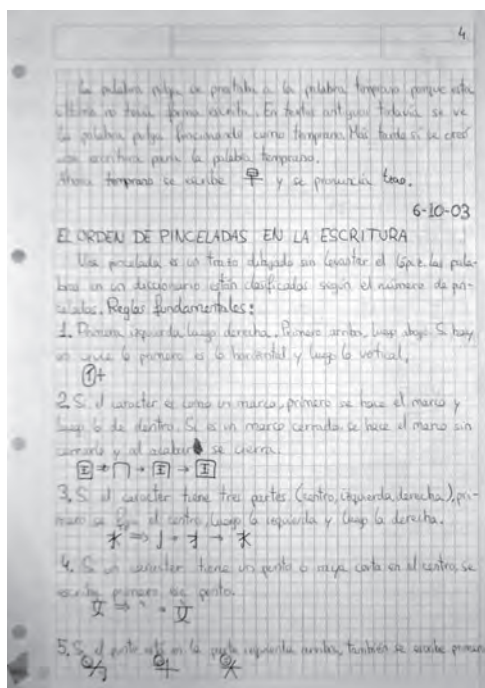 4
La palabra pulga se prestaba a la palabra temprano porque esta
última no tenía forma escrita. En textos antiguos todavía se ve
la palabra pulga funcionando como temprano. Más tarde sí se creó
una escritura para la palabra temprano.
Ahora temprano se escribe 早 y se pronuncia tsao.
6-10-03
EL ORDEN DE PINCELADAS EN LA ESCRITURA
Una pincelada es un trazo dibujado sin levantar el lápiz. Las pala-
bras en un diccionario están clasificadas según el número de pin-
celadas. Reglas fundamentales:
1. Primero izquierda luego derecha. Primero arriba, luego abajo. Si hay
un cruce lo primero es lo horizontal y luego lo vertical.
2. Si el carácter es como un marco, primero se hace el marco y
luego lo de dentro. Si es un marco cerrado se hace el marco sin
cerrarlo y al acabar se cierra.
3. Si el carácter tiene tres partes (centro, izquierda, derecha), pri-
mero se el centro, luego la izquierda y luego la derecha.
4. Si un carácter tiene un punto o raya corta en el centro, se
escribe primero ese punto.
5. Si el punto está en la parte izquierda arriba, también se escribe primero